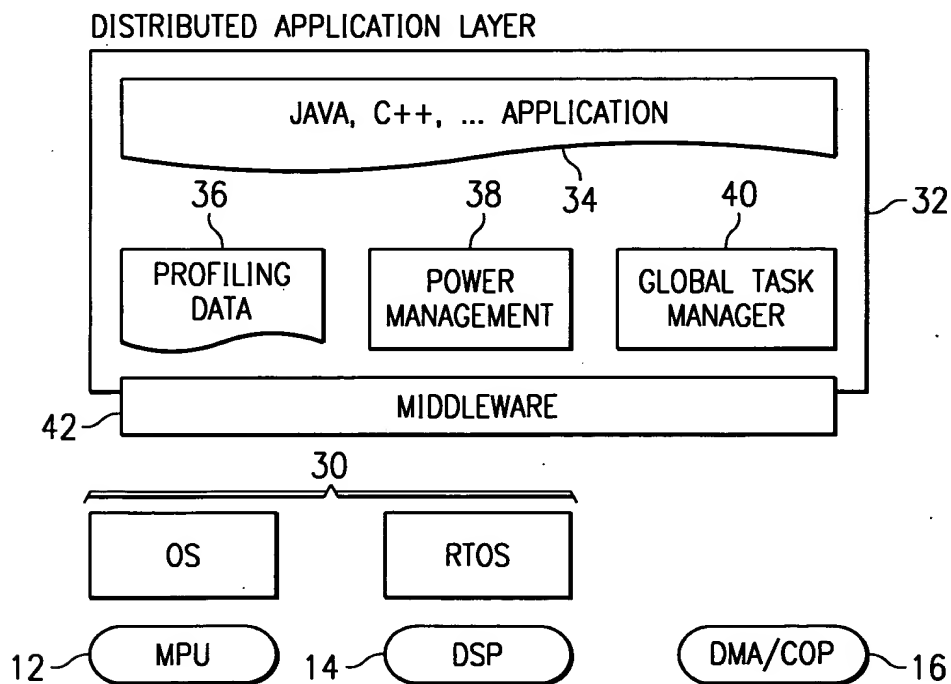 DISTRIBUTED APPLICATION LAYER
JAVA, C++, ... APPLICATION
36
38
34
40
32
PROFILING
DATA
POWER
MANAGEMENT
GLOBAL TASK
MANAGER
MIDDLEWARE
42
30
OS
RTOS
12
MPU
14
DSP
DMA/COP
16